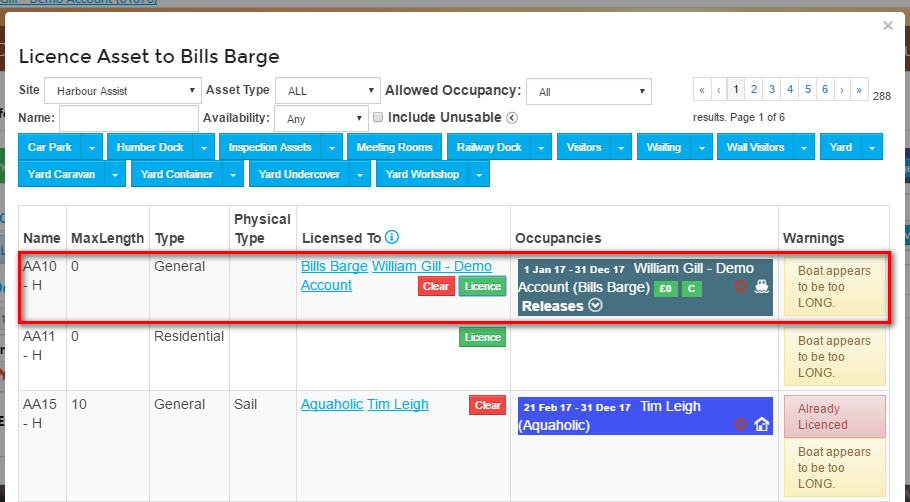 Gill - Demo Account (01070)
×
Licence Asset to Bills Barge
Site Harbour Assist Asset Type ALL Allowed Occupancy: All « ‹ 1 2 3 4 5 6 › » 288
Name: Availability: Any Include Unusable results. Page 1 of 6
Car Park Humber Dock Inspection Assets Meeting Rooms Railway Dock Visitors Waiting Wall Visitors Yard
Yard Caravan Yard Container Yard Undercover Yard Workshop
Physical
Name MaxLength Type Type Licensed To Occupancies Warnings
AA10 0 General Bills Barge William Gill - Demo 1 Jan 17 - 31 Dec 17 William Gill - Demo Boat appears
- H Account Clear Licence Account (Bills Barge) £0 C to be too
Releases LONG.
AA11 0 Residential Licence Boat appears
- H to be too
LONG.
AA15 10 General Sail Aquaholic Tim Leigh Clear 21 Feb 17 - 31 Dec 17 Tim Leigh Already
- H (Aquaholic) Licenced
Boat appears
to be too
LONG.